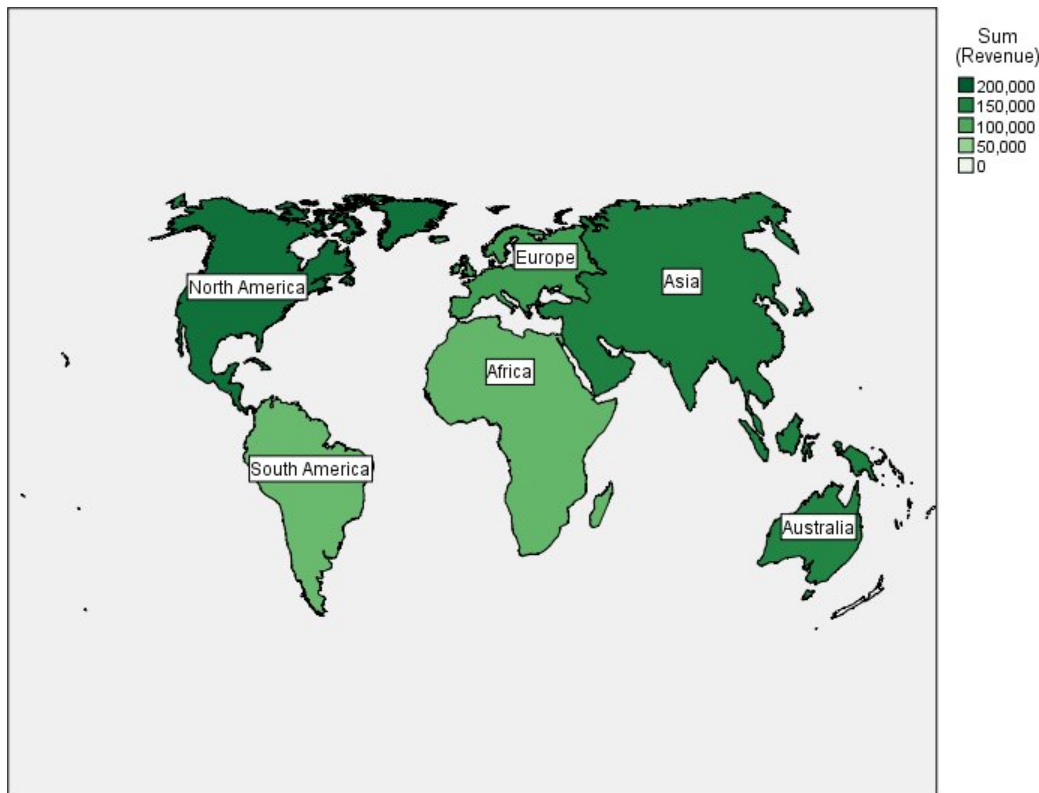 Sum
(Revenue)
200,000
150,000
100,000
50,000
0
Europe
North America
Asia
Africa
South America
Australia